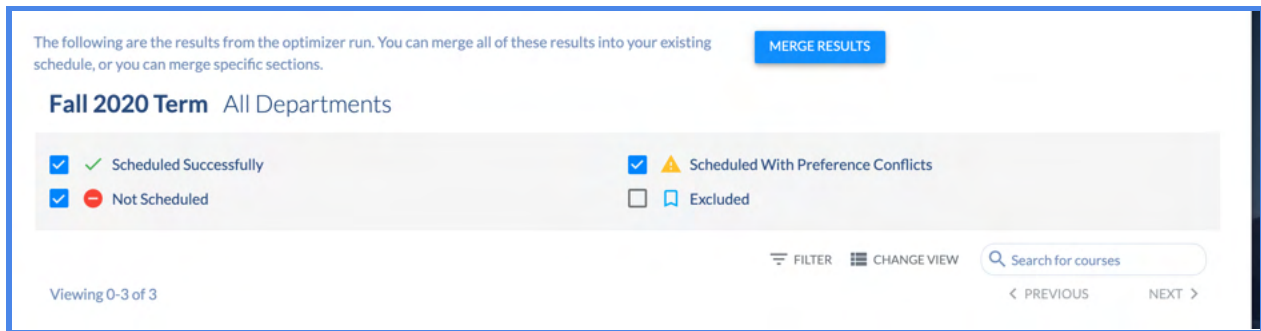 The following are the results from the optimizer run. You can merge all of these results into your existing
schedule, or you can merge specific sections.
MERGE RESULTS
Fall 2020 Term All Departments
Scheduled Successfully
Scheduled With Preference Conflicts
Not Scheduled
Excluded
FILTER
CHANGE VIEW
Search for courses
Viewing 0-3 of 3
PREVIOUS
NEXT